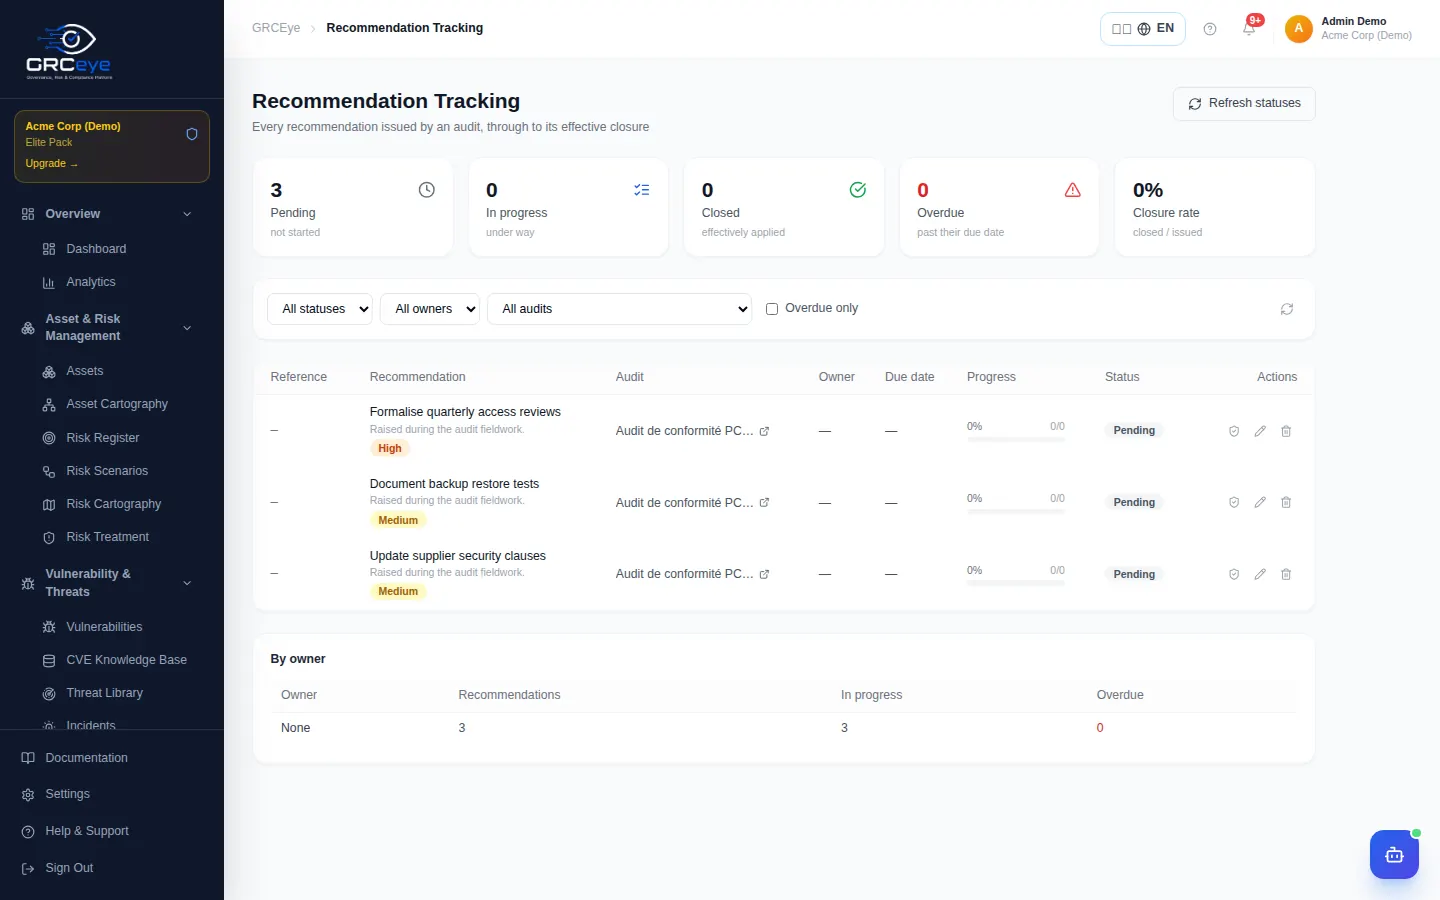 GRCeye
Governance, Risk & Compliance Platform
Acme Corp (Demo)
Elite Pack
Upgrade →
Overview
Dashboard
Analytics
Asset & Risk
Management
Assets
Asset Cartography
Risk Register
Risk Scenarios
Risk Cartography
Risk Treatment
Vulnerability &
Threats
Vulnerabilities
CVE Knowledge Base
Threat Library
Incidents
Documentation
Settings
Help & Support
Sign Out
GRCEye > Recommendation Tracking
EN
9+
A
Admin Demo
Acme Corp (Demo)
Recommendation Tracking
Every recommendation issued by an audit, through to its effective closure
Refresh statuses
3
Pending
not started
0
In progress
under way
0
Closed
effectively applied
0
Overdue
past their due date
0%
Closure rate
closed / issued
All statuses All owners All audits Overdue only
Reference Recommendation Audit Owner Due date Progress Status Actions
Formalise quarterly access reviews
– Raised during the audit fieldwork. Audit de conformité PC... — — 0% 0/0 Pending
High
Document backup restore tests
– Raised during the audit fieldwork. Audit de conformité PC... — — 0% 0/0 Pending
Medium
Update supplier security clauses
– Raised during the audit fieldwork. Audit de conformité PC... — — 0% 0/0 Pending
Medium
By owner
Owner Recommendations In progress Overdue
None 3 3 0